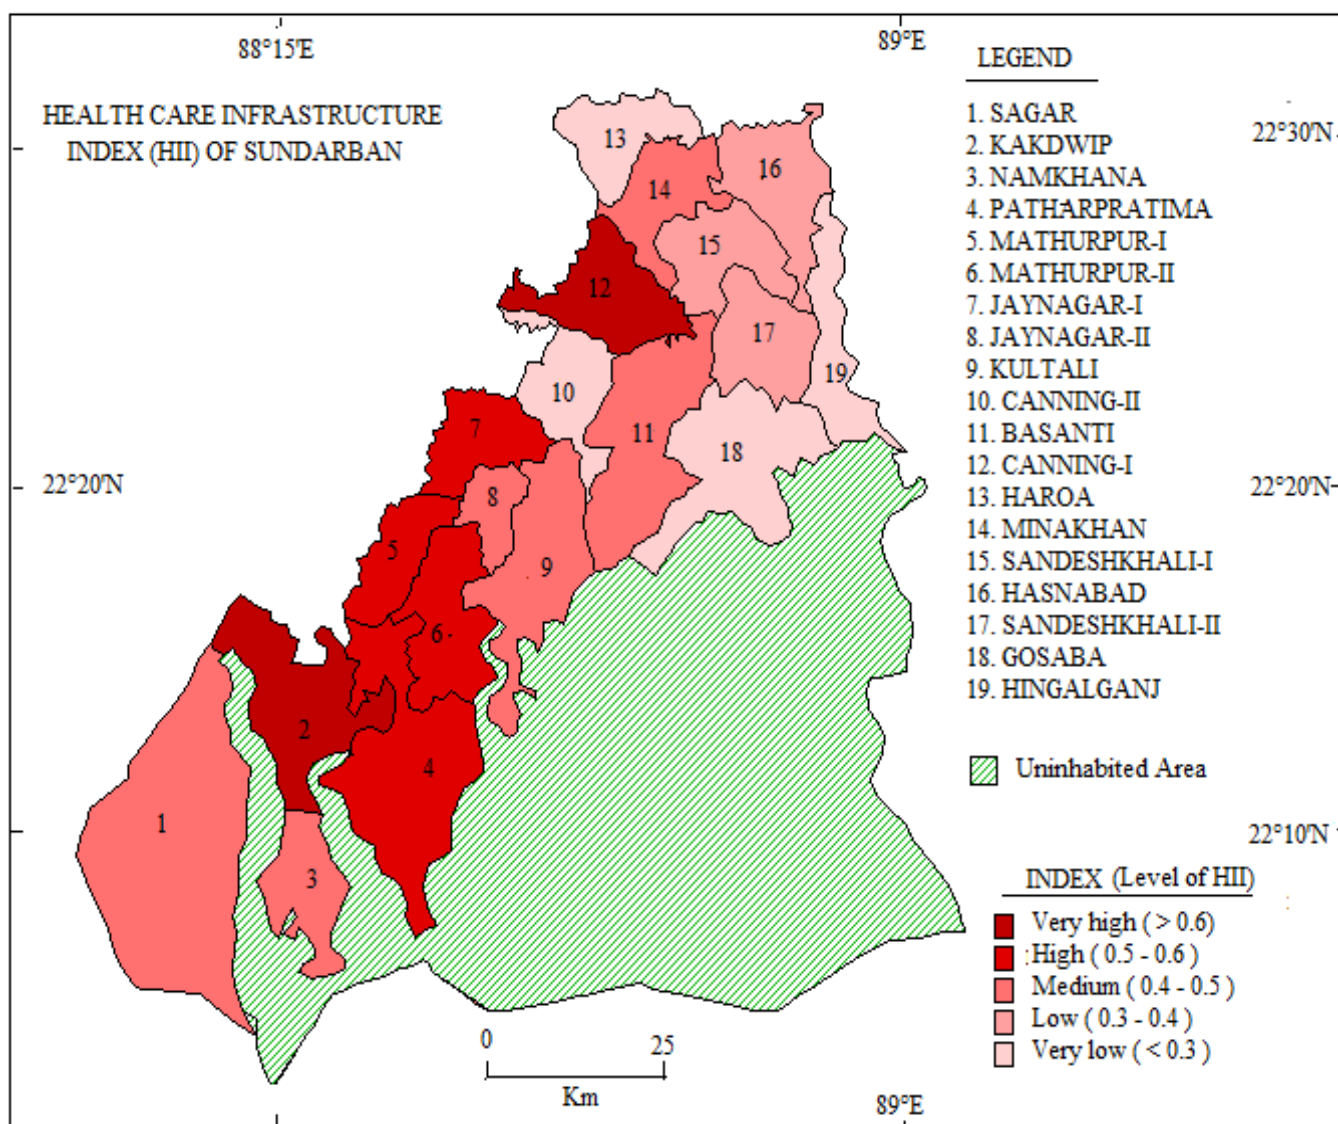 88°15'E
89°E
LEGEND
HEALTH CARE INFRASTRUCTURE
INDEX (HII) OF SUNDARBAN
1. SAGAR
2. KAKDWIP
3. NAMKHANA
4. PATHARPRATIMA
5. MATHURPUR-I
6. MATHURPUR-II
7. JAYNAGAR-I
8. JAYNAGAR-II
9. KULTALI
10. CANNING-II
11. BASANTI
12. CANNING-I
13. HAROA
14. MINAKHAN
15. SANDESHKHALI-I
16. HASNABAD
17. SANDESHKHALI-II
18. GOSABA
19. HINGALGANJ
22°30'N
13
14
16
15
12
17
19
10
7
11
18
22°20'N
22°20'N
8
5
9
6
2
4
1
3
Uninhabited Area
22°10'N
INDEX (Level of HII)
Very high ( > 0.6)
High ( 0.5 - 0.6 )
Medium ( 0.4 - 0.5 )
Low ( 0.3 - 0.4 )
Very low ( < 0.3 )
0 25
Km
89°E
88°15'E